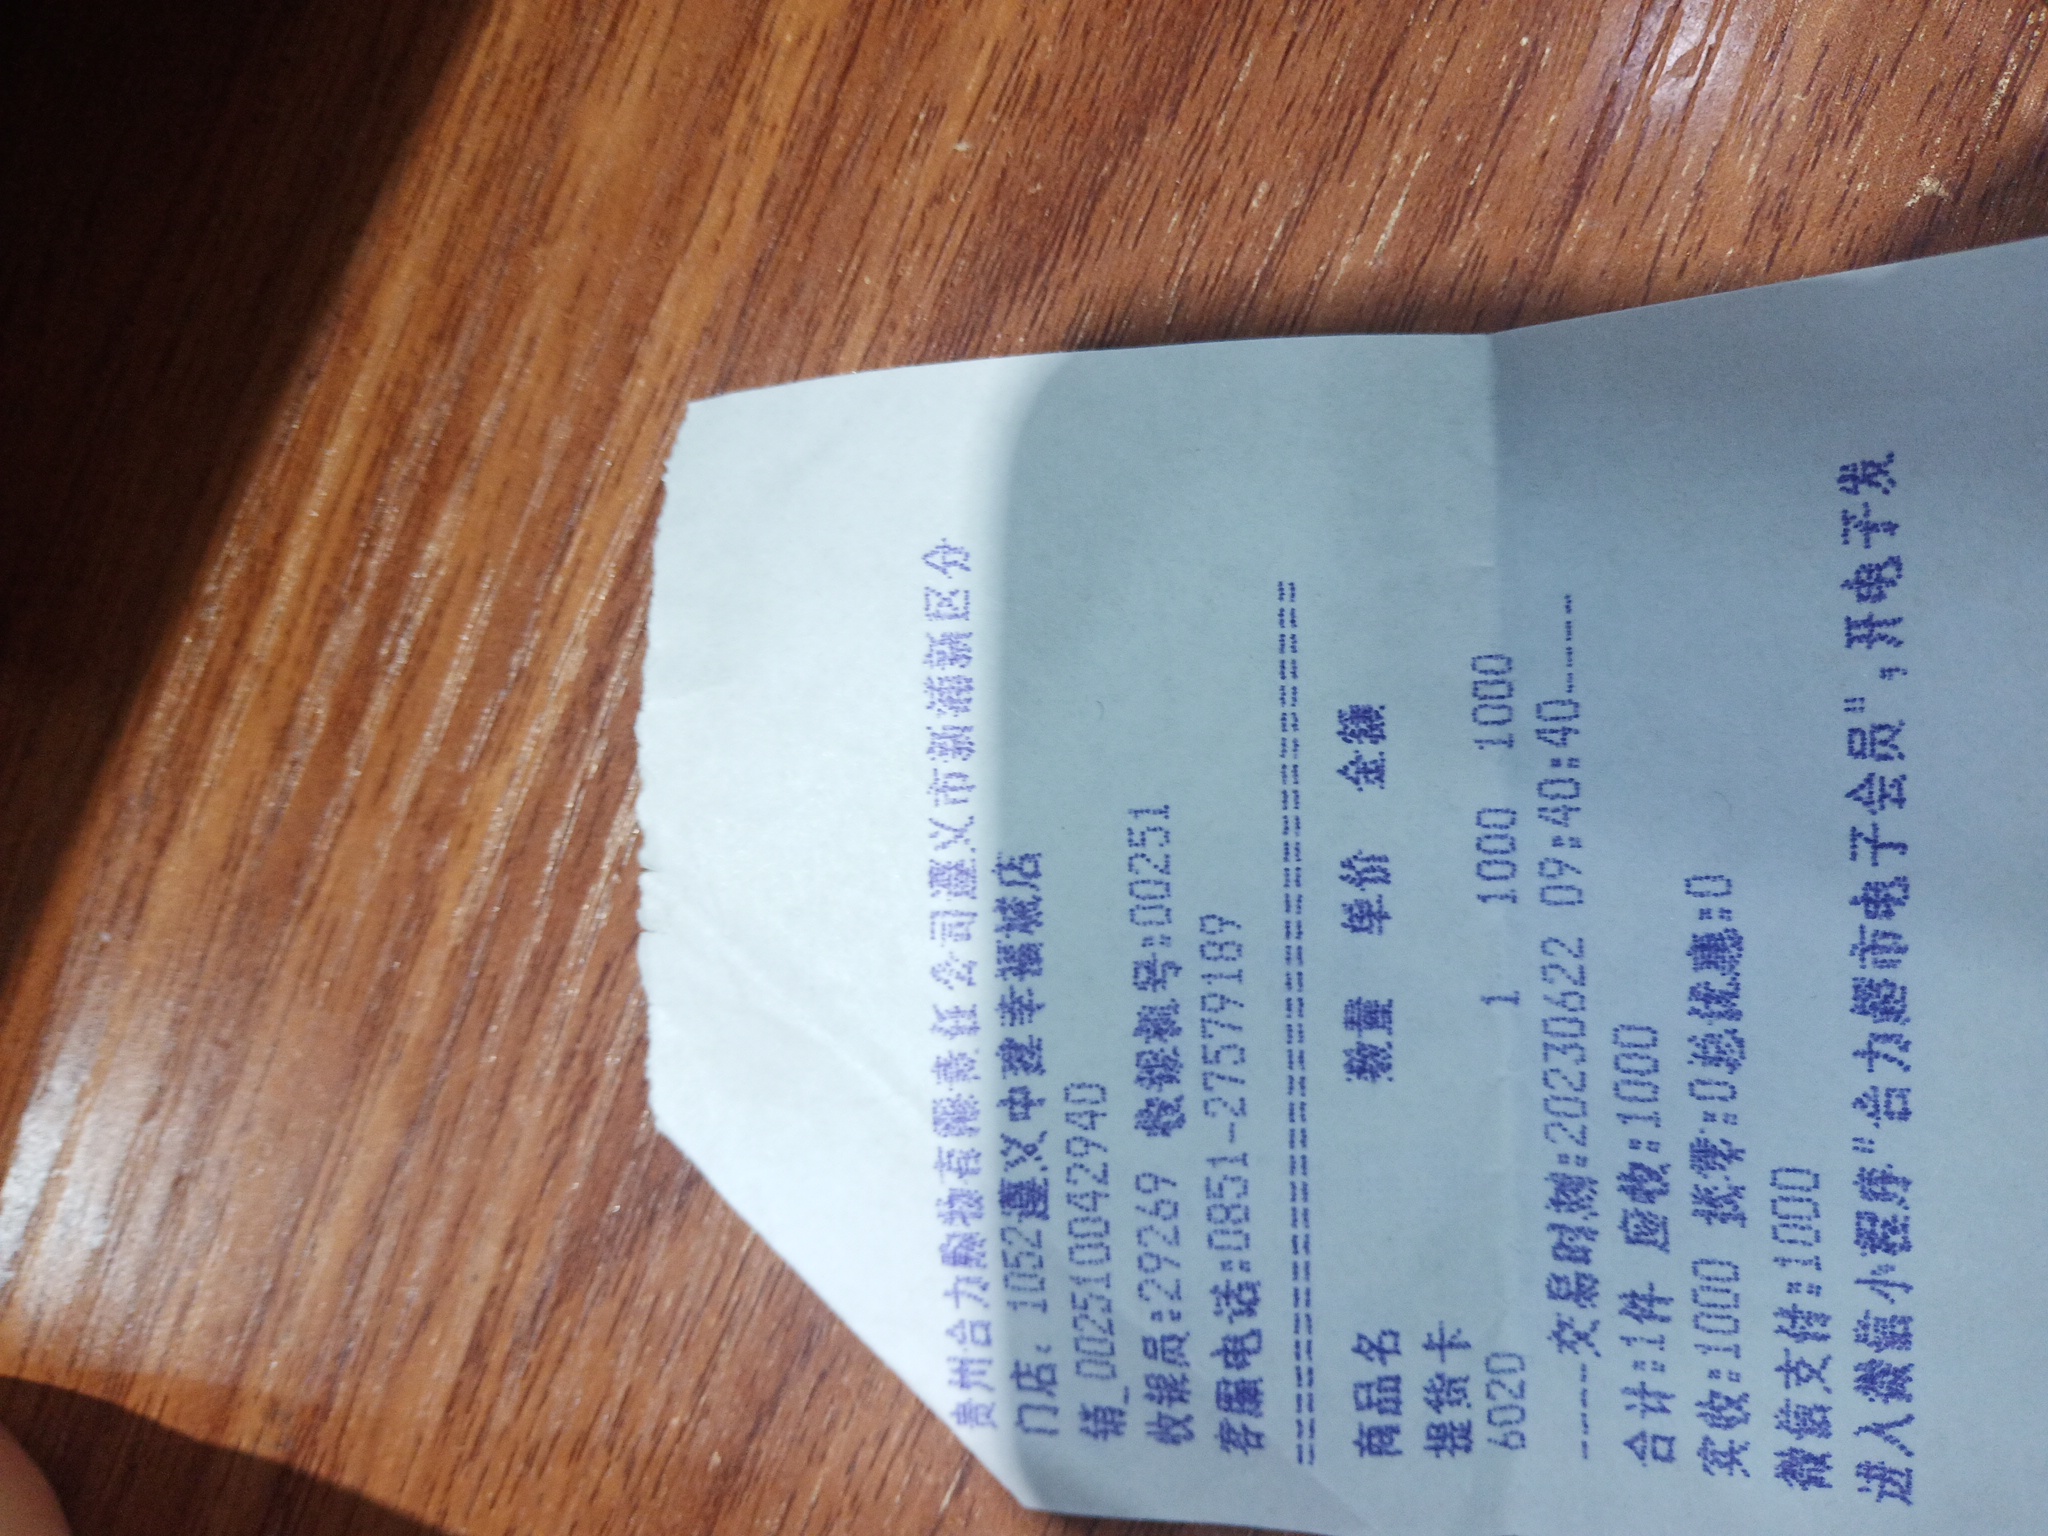 贵州合力购物有限责任公司遵义市新蒲新区分
门店: 1052遵义中建幸福城店
销_002510042940
收银员:29269 收银机号:00251
客服电话:0851-27579189
================================
商品名 数量 单价 金额
提货卡
6020 1 1000 1000
-----交易时间:20230622 09:40:40-----
合计:1件 应收:1000
实收:1000 找零:0总优惠:0
微信支付:1000
进入微信小程序"合力超市电子会员",开电子发